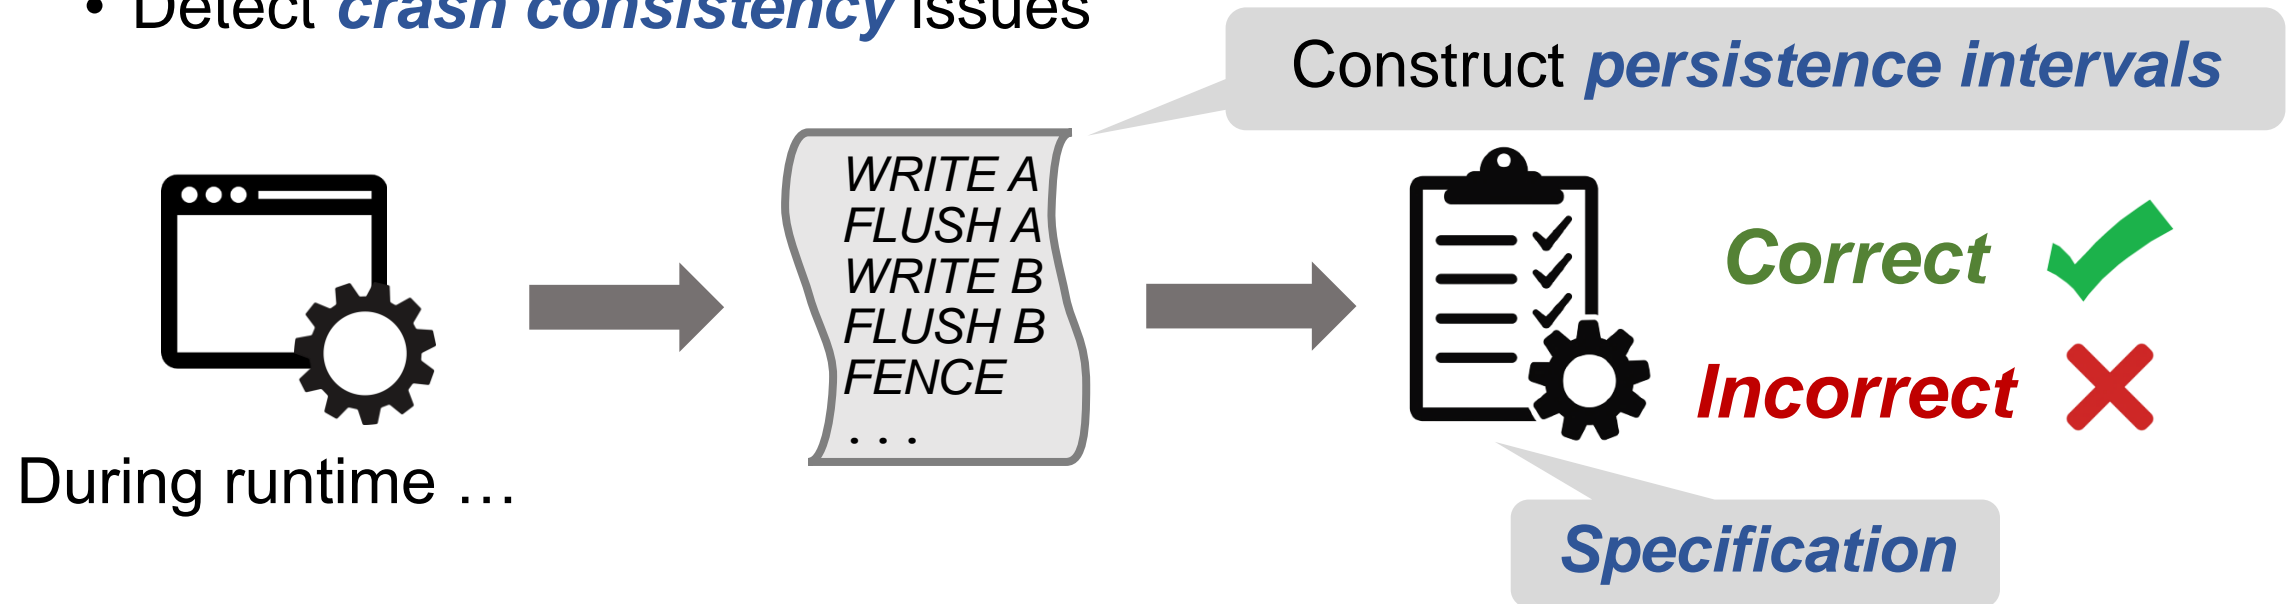 • Detect crash consistency issues
Construct persistence intervals
WRITE A
FLUSH A
WRITE B
FLUSH B
FENCE
. . .
During runtime …
Correct
Incorrect
Specification